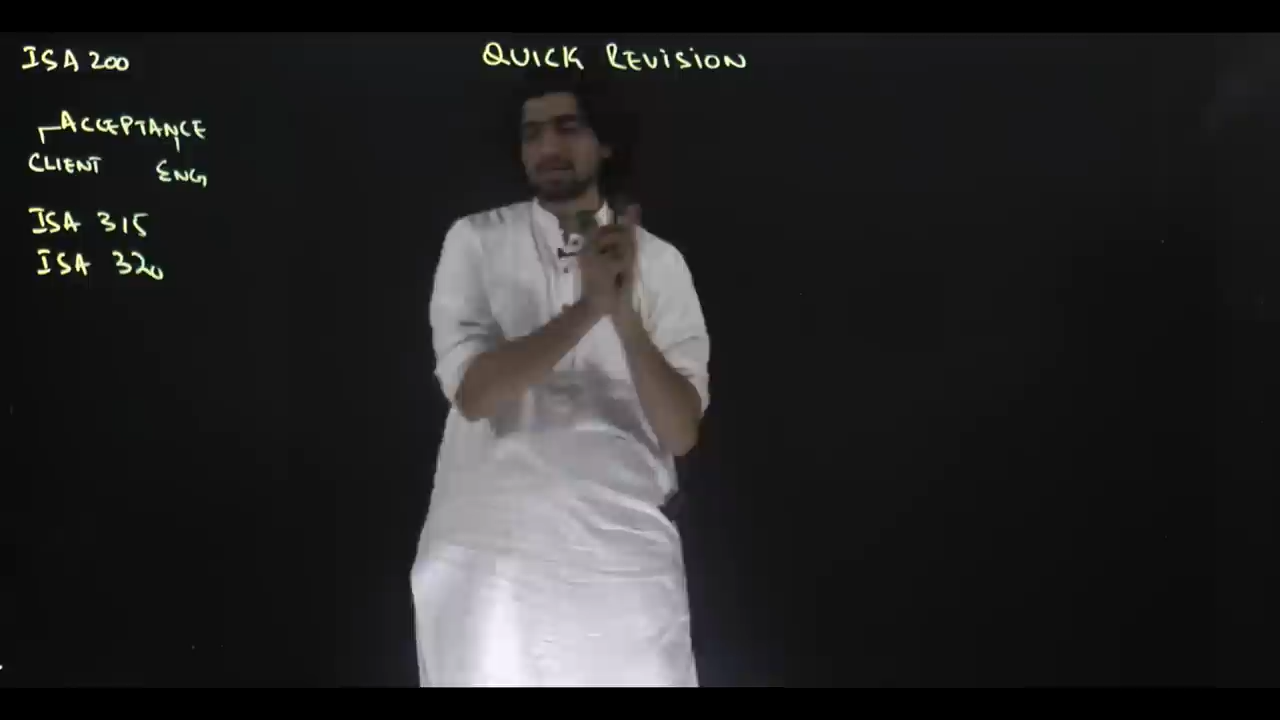 ISA 200
QUICK REVISION
ACCEPTANCE
CLIENT ENG
ISA 315
ISA 320